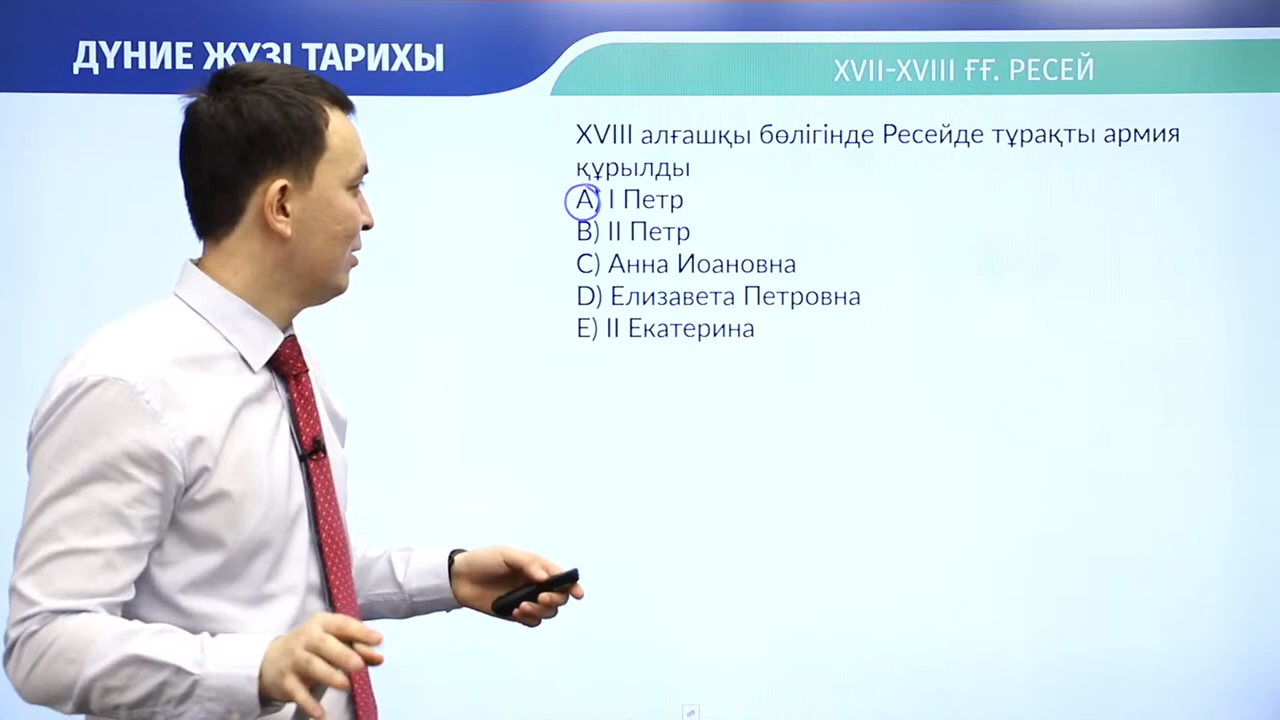 ДҮНИЕ ЖҮЗІ ТАРИХЫ
XVII-XVIII ҒҒ. РЕСЕЙ
XVIII алғашқы бөлігінде Ресейде тұрақты армия
құрылды
A) I Петр
B) II Петр
C) Анна Иоановна
D) Елизавета Петровна
E) II Екатерина